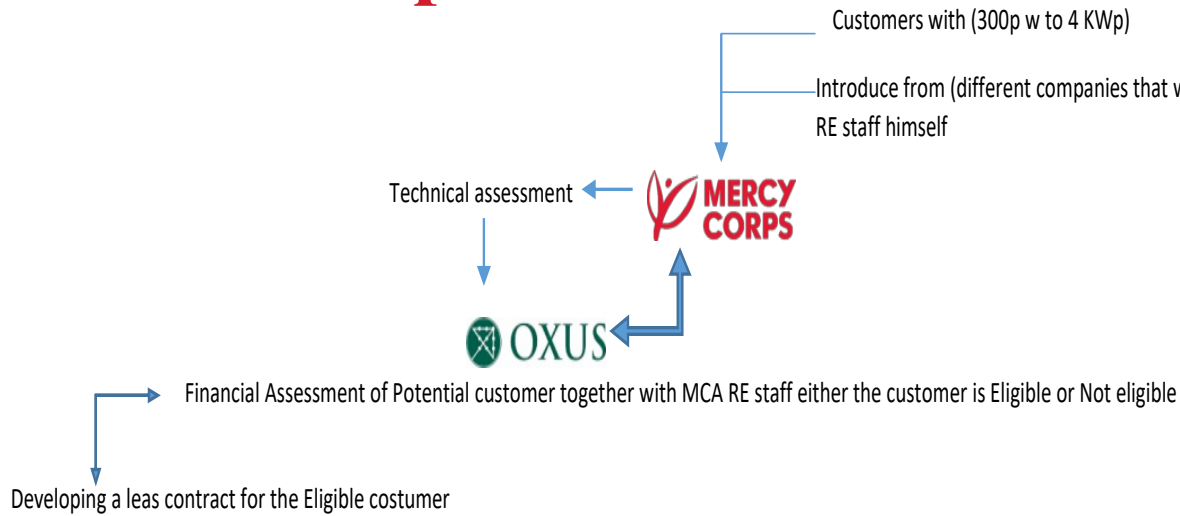 Customers with (300p w to 4 KWp)
Introduce from (different companies that
RE staff himself
Technical assessment
MERCY
CORPS
OXUS
Financial Assessment of Potential customer together with MCA RE staff either the customer is Eligible or Not eligible
Developing a leas contract for the Eligible costumer